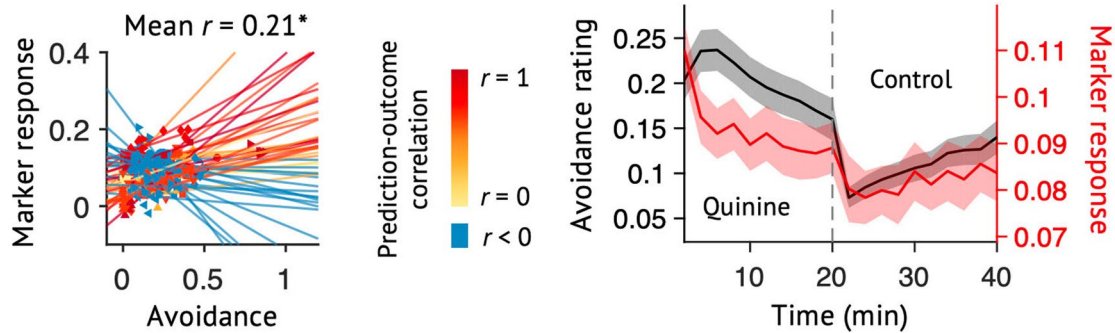 Mean r = 0.21*
Marker response
0.4
0.2
0
0
0.5
1
Avoidance
Prediction-outcome
correlation
r = 1
r = 0
r < 0
Avoidance rating
0.25
0.2
0.15
0.1
0.05
Quinine
Control
10
20
30
40
Time (min)
0.11
0.1
0.09
0.08
0.07
Marker response